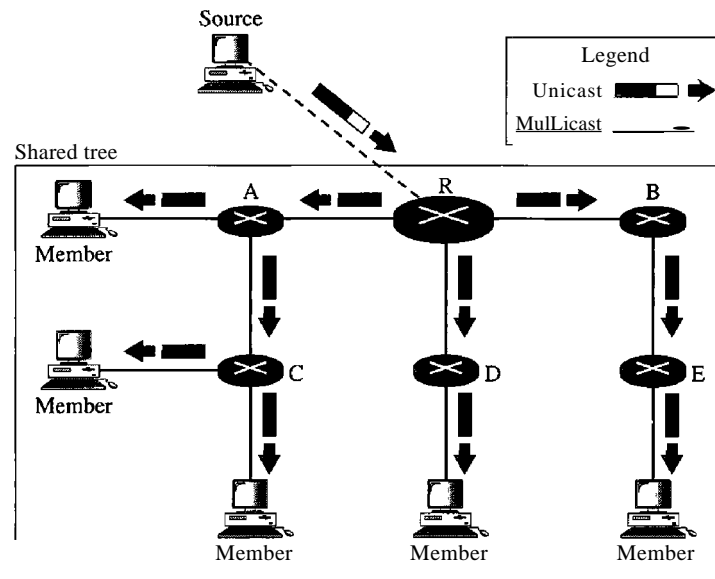 Source
Legend
Unicast
MulLicast
Shared tree
A
R
B
Member
Member
C
D
E
Member
Member
Member